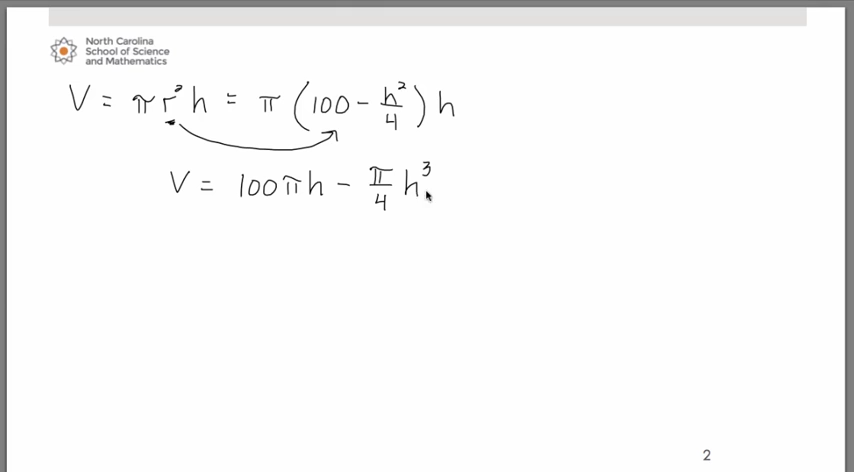 North Carolina
School of Science
and Mathematics
V = πr²h = π(100 - h²/4)h
V = 100πh - π/4 h³
2